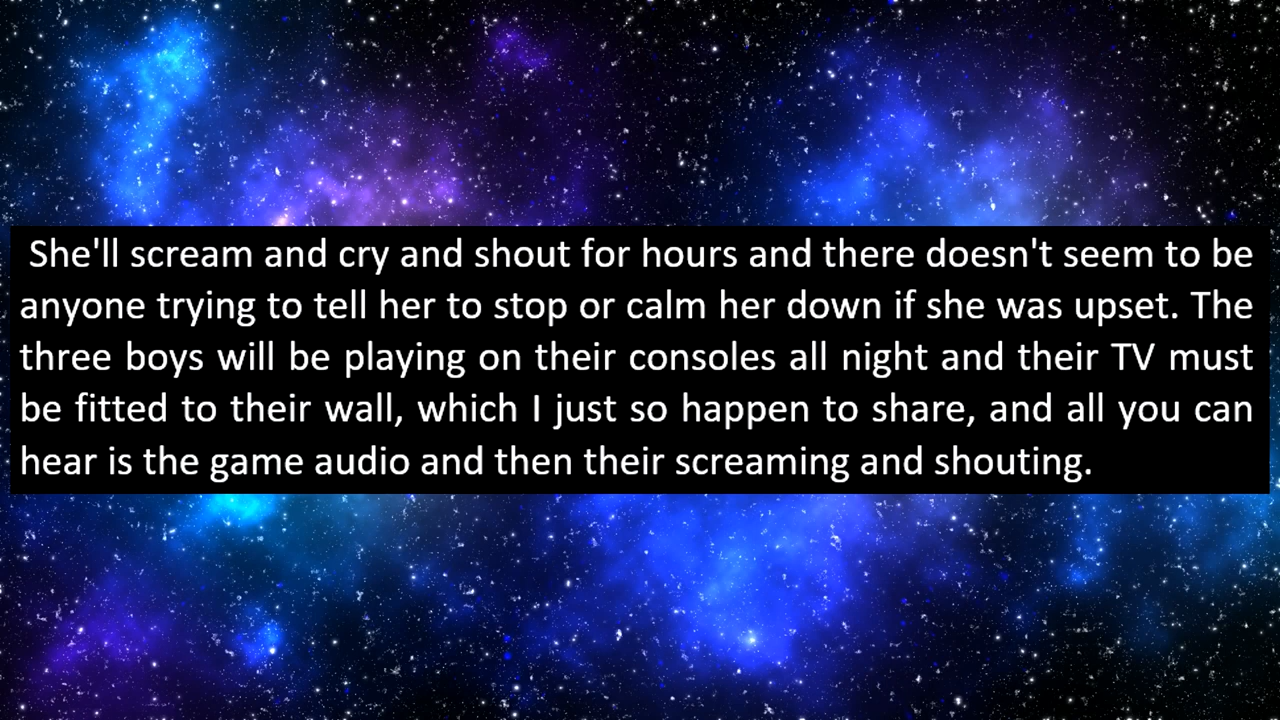 She'll scream and cry and shout for hours and there doesn't seem to be
anyone trying to tell her to stop or calm her down if she was upset. The
three boys will be playing on their consoles all night and their TV must
be fitted to their wall, which I just so happen to share, and all you can
hear is the game audio and then their screaming and shouting.